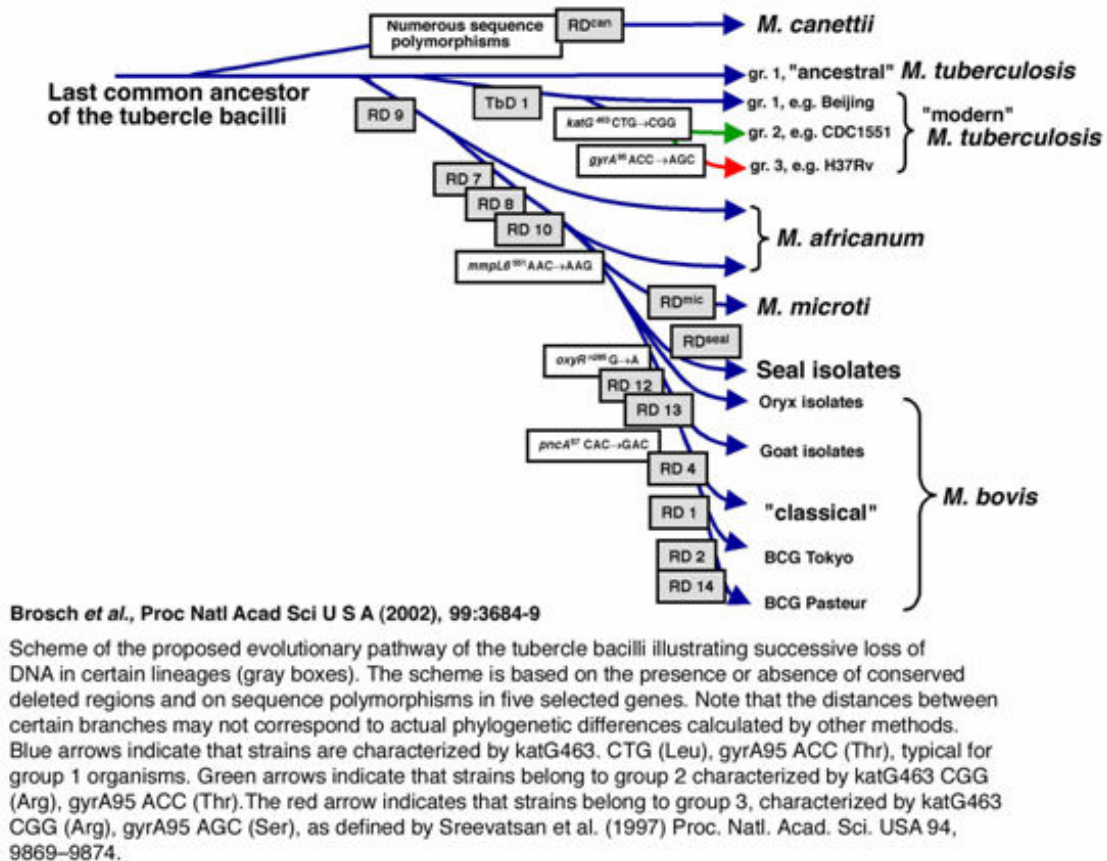 Numerous sequence
polymorphisms
RDcan
M. canettii
gr. 1, "ancestral" M. tuberculosis
Last common ancestor
of the tubercle bacilli
TbD 1
gr. 1, e.g. Beijing
"modern"
M. tuberculosis
RD 9
katG463 CTG→CGG
gr. 2, e.g. CDC1551
gyrA95 ACC→AGC
gr. 3, e.g. H37Rv
RD 7
RD 8
RD 10
M. africanum
mmpL6551 AAC→AAG
RDmic
M. microti
RDseal
Seal isolates
oxyRn285 G→A
RD 12
Oryx isolates
RD 13
Goat isolates
pncA57 CAC→GAC
RD 4
"classical"
M. bovis
RD 1
BCG Tokyo
RD 2
RD 14
BCG Pasteur
Brosch et al., Proc Natl Acad Sci U S A (2002), 99:3684-9
Scheme of the proposed evolutionary pathway of the tubercle bacilli illustrating successive loss of
DNA in certain lineages (gray boxes). The scheme is based on the presence or absence of conserved
deleted regions and on sequence polymorphisms in five selected genes. Note that the distances between
certain branches may not correspond to actual phylogenetic differences calculated by other methods.
Blue arrows indicate that strains are characterized by katG463. CTG (Leu), gyrA95 ACC (Thr), typical for
group 1 organisms. Green arrows indicate that strains belong to group 2 characterized by katG463 CGG
(Arg), gyrA95 ACC (Thr).The red arrow indicates that strains belong to group 3, characterized by katG463
CGG (Arg), gyrA95 AGC (Ser), as defined by Sreevatsan et al. (1997) Proc. Natl. Acad. Sci. USA 94,
9869–9874.